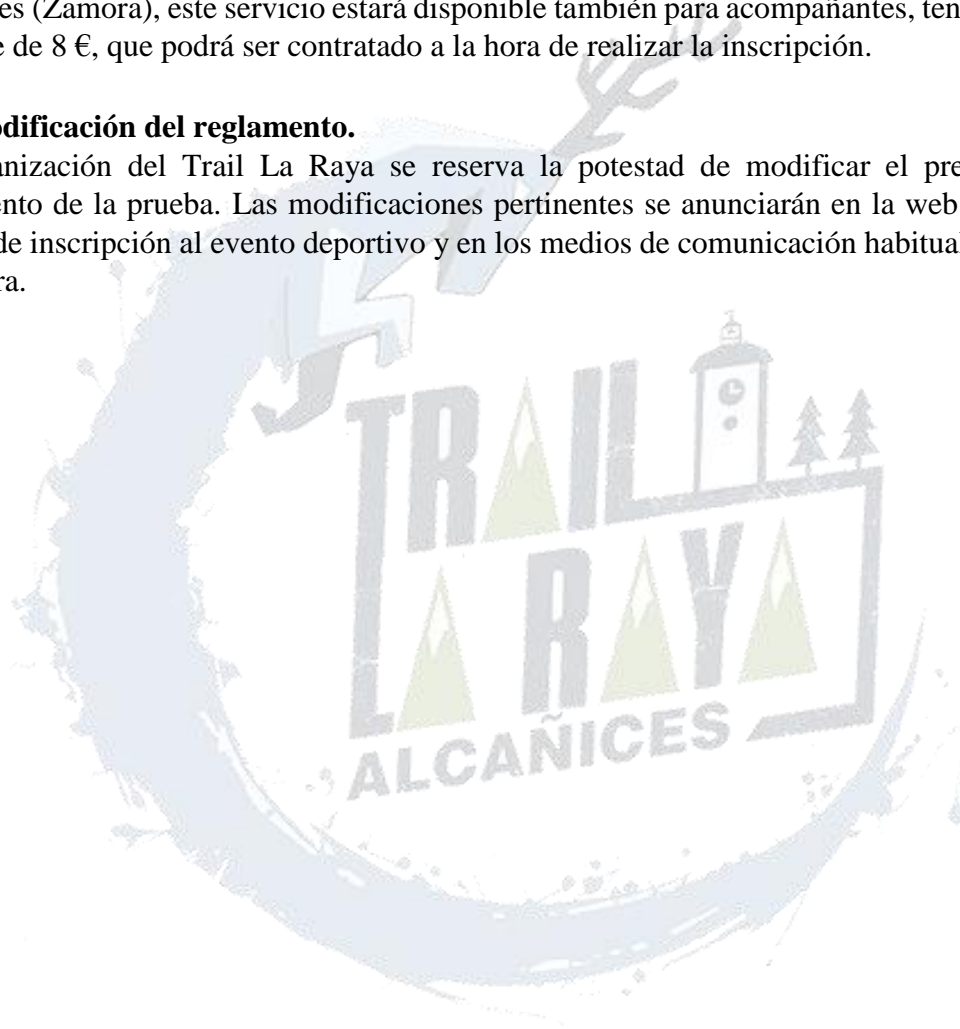 es (Zamora), este servicio estará disponible también para acompañantes, ten
e de 8 €, que podrá ser contratado a la hora de realizar la inscripción.
dificación del reglamento.
anización del Trail La Raya se reserva la potestad de modificar el pre
ento de la prueba. Las modificaciones pertinentes se anunciarán en la web
de inscripción al evento deportivo y en los medios de comunicación habitual
ra.
TRAIL
LA RAYA
ALCAÑICES